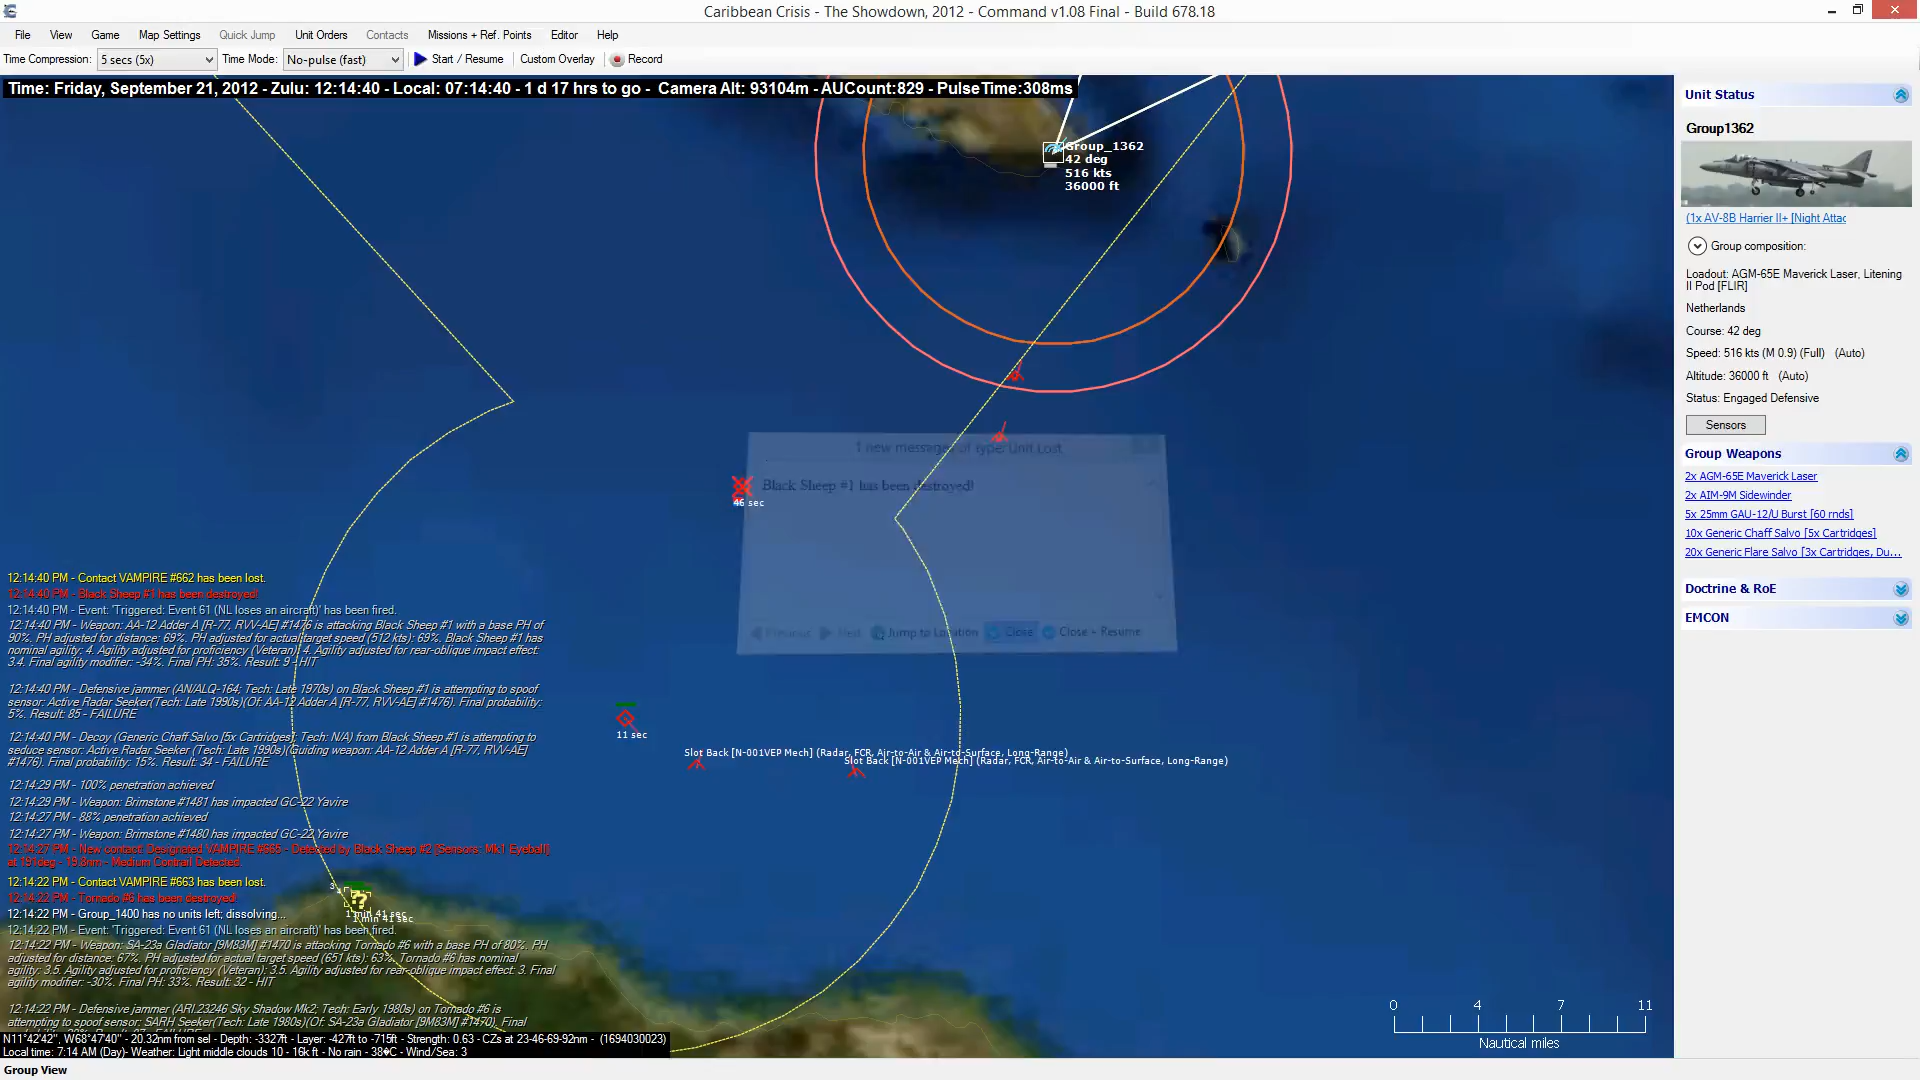 Caribbean Crisis - The Showdown, 2012 - Command v1.08 Final - Build 678.18
File View Game Map Settings Quick Jump Unit Orders Contacts Missions + Ref. Points Editor Help
Time Compression: 5 secs (5x) Time Mode: No-pulse (fast) Start / Resume Custom Overlay Record
Time: Friday, September 21, 2012 - Zulu: 12:14:40 - Local: 07:14:40 - 1 d 17 hrs to go - Camera Alt: 93104m - AUCount:829 - PulseTime:308ms
Group_1362
42 deg
516 kts
36000 ft
1 new messages of type: Unit Lost
Black Sheep #1 has been destroyed!
Previous Next Jump to Location Close Close + Resume
46 sec
11 sec
Slot Back [N-001VEP Mech] (Radar, FCR, Air-to-Air & Air-to-Surface, Long-Range)
Slot Back [N-001VEP Mech] (Radar, FCR, Air-to-Air & Air-to-Surface, Long-Range)
1 min 41 sec
1 min 41 sec
12:14:40 PM - Contact VAMPIRE #662 has been lost.
12:14:40 PM - Black Sheep #1 has been destroyed!
12:14:40 PM - Event: 'Triggered: Event 61 (NL loses an aircraft)' has been fired.
12:14:40 PM - Weapon: AA-12 Adder A [R-77, RVV-AE] #1476 is attacking Black Sheep #1 with a base PH of
90%. PH adjusted for distance: 69%. PH adjusted for actual target speed (512 kts): 69%. Black Sheep #1 has
nominal agility: 4. Agility adjusted for proficiency (Veteran): 4. Agility adjusted for rear-oblique impact effect:
3.4. Final agility modifier: -34%. Final PH: 35%. Result: 9 - HIT
12:14:40 PM - Defensive jammer (AN/ALQ-164; Tech: Late 1970s) on Black Sheep #1 is attempting to spoof
sensor: Active Radar Seeker(Tech: Late 1990s)(Of: AA-12 Adder A [R-77, RVV-AE] #1476). Final probability:
5%. Result: 85 - FAILURE
12:14:40 PM - Decoy (Generic Chaff Salvo [5x Cartridges]; Tech: N/A) from Black Sheep #1 is attempting to
seduce sensor: Active Radar Seeker (Tech: Late 1990s)(Guiding weapon: AA-12 Adder A [R-77, RVV-AE]
#1476). Final probability: 15%. Result: 34 - FAILURE
12:14:29 PM - 100% penetration achieved
12:14:29 PM - Weapon: Brimstone #1481 has impacted GC-22 Yavire
12:14:27 PM - 88% penetration achieved
12:14:27 PM - Weapon: Brimstone #1480 has impacted GC-22 Yavire
12:14:27 PM - New contact! Designated VAMPIRE #665 - Detected by Black Sheep #2 [Sensors: Mk1 Eyeball]
at 191deg - 19.8nm - Medium Contrail Detected.
12:14:22 PM - Contact VAMPIRE #663 has been lost.
12:14:22 PM - Tornado #6 has been destroyed!
12:14:22 PM - Group_1400 has no units left; dissolving...
12:14:22 PM - Event: 'Triggered: Event 61 (NL loses an aircraft)' has been fired.
12:14:22 PM - Weapon: SA-23a Gladiator [9M83M] #1470 is attacking Tornado #6 with a base PH of 80%. PH
adjusted for distance: 67%. PH adjusted for actual target speed (651 kts): 63%. Tornado #6 has nominal
agility: 3.5. Agility adjusted for proficiency (Veteran): 3.5. Agility adjusted for rear-oblique impact effect: 3. Final
agility modifier: -30%. Final PH: 33%. Result: 32 - HIT
12:14:22 PM - Defensive jammer (ARI.23246 Sky Shadow Mk2; Tech: Early 1980s) on Tornado #6 is
attempting to spoof sensor: SARH Seeker(Tech: Late 1980s)(Of: SA-23a Gladiator [9M83M] #1470). Final
N11°42'42", W68°47'40" - 20.32nm from sel - Depth: -3327ft - Layer: -427ft to -715ft - Strength: 0.63 - CZs at 23-46-69-92nm - (1694030023)
Local time: 7:14 AM (Day)- Weather: Light middle clouds 10 - 16k ft - No rain - 38�C - Wind/Sea: 3
0 4 7 11
Nautical miles
Group View
Unit Status
Group1362
(1x AV-8B Harrier II+ [Night Attac
Group composition:
Loadout: AGM-65E Maverick Laser, Litening
II Pod [FLIR]
Netherlands
Course: 42 deg
Speed: 516 kts (M 0.9) (Full) (Auto)
Altitude: 36000 ft (Auto)
Status: Engaged Defensive
Sensors
Group Weapons
2x AGM-65E Maverick Laser
2x AIM-9M Sidewinder
5x 25mm GAU-12/U Burst [60 rnds]
10x Generic Chaff Salvo [5x Cartridges]
20x Generic Flare Salvo [3x Cartridges, Du...
Doctrine & RoE
EMCON